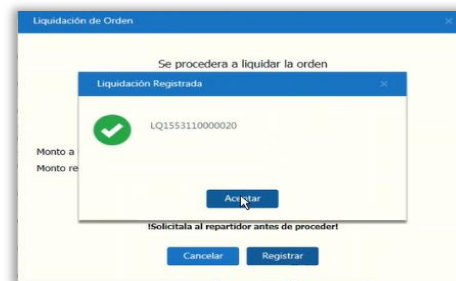 Liquidación de Orden
Se procedera a liquidar la orden
Liquidación Registrada
LQ1553110000020
Monto a
Monto re
Aceptar
!Solicitala al repartidor antes de proceder!
Cancelar
Registrar